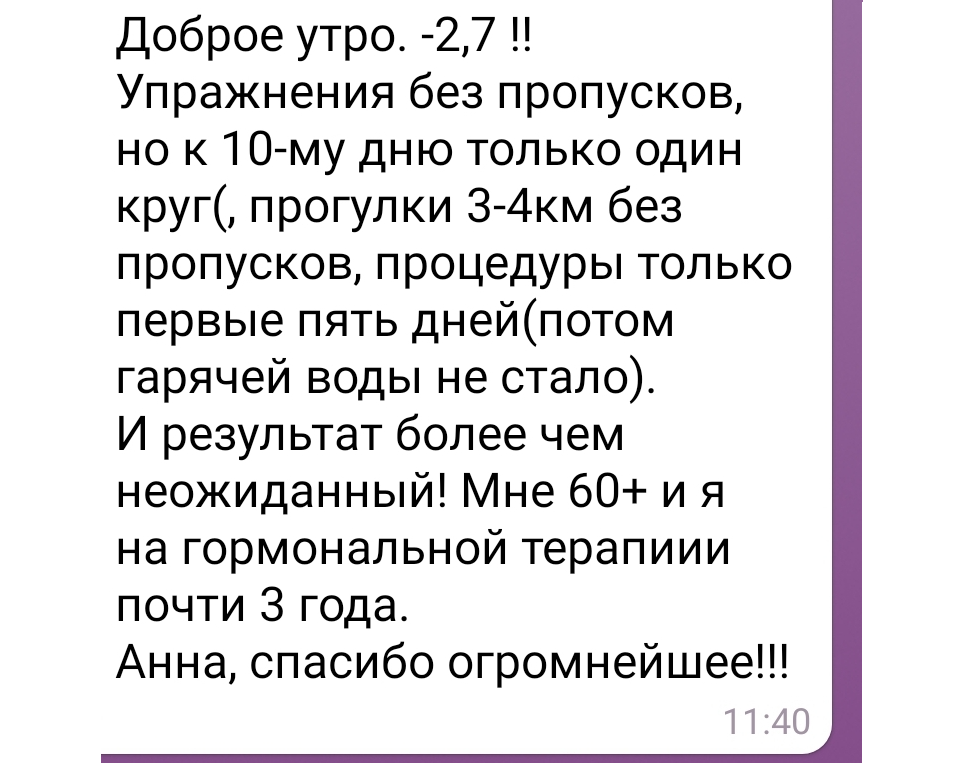 Доброе утро. -2,7 !!
Упражнения без пропусков,
но к 10-му дню только один
круг(, прогулки 3-4км без
пропусков, процедуры только
первые пять дней(потом
гарячей воды не стало).
И результат более чем
неожиданный! Мне 60+ и я
на гормональной терапиии
почти 3 года.
Анна, спасибо огромнейшее!!!
11:40